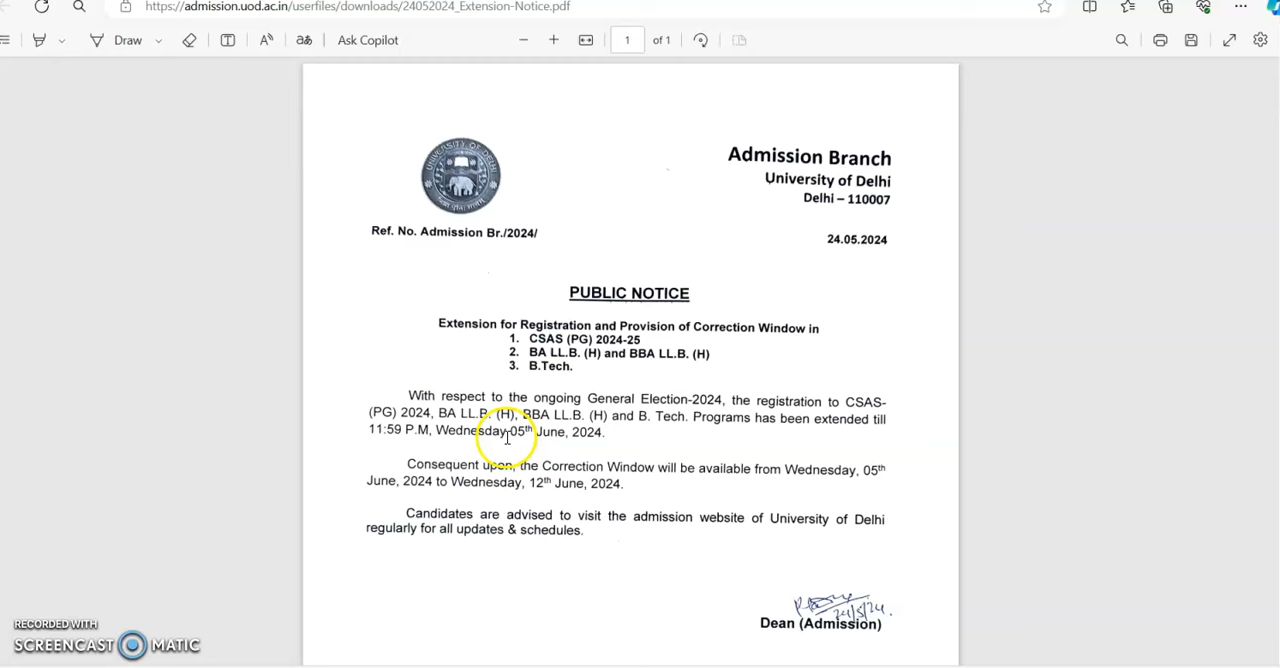 https://admission.uod.ac.in/userfiles/downloads/24052024_Extension-Notice.pdf
Draw
Ask Copilot
1 of 1
UNIVERSITY OF DELHI
Admission Branch
University of Delhi
Delhi – 110007
Ref. No. Admission Br./2024/
24.05.2024
PUBLIC NOTICE
Extension for Registration and Provision of Correction Window in
1. CSAS (PG) 2024-25
2. BA LL.B. (H) and BBA LL.B. (H)
3. B.Tech.
With respect to the ongoing General Election-2024, the registration to CSAS-
(PG) 2024, BA LL.B. (H), BBA LL.B. (H) and B. Tech. Programs has been extended till
11:59 P.M, Wednesday 05th June, 2024.
Consequent upon, the Correction Window will be available from Wednesday, 05th
June, 2024 to Wednesday, 12th June, 2024.
Candidates are advised to visit the admission website of University of Delhi
regularly for all updates & schedules.
24/5/24.
Dean (Admission)
RECORDED WITH
SCREENCAST MATIC